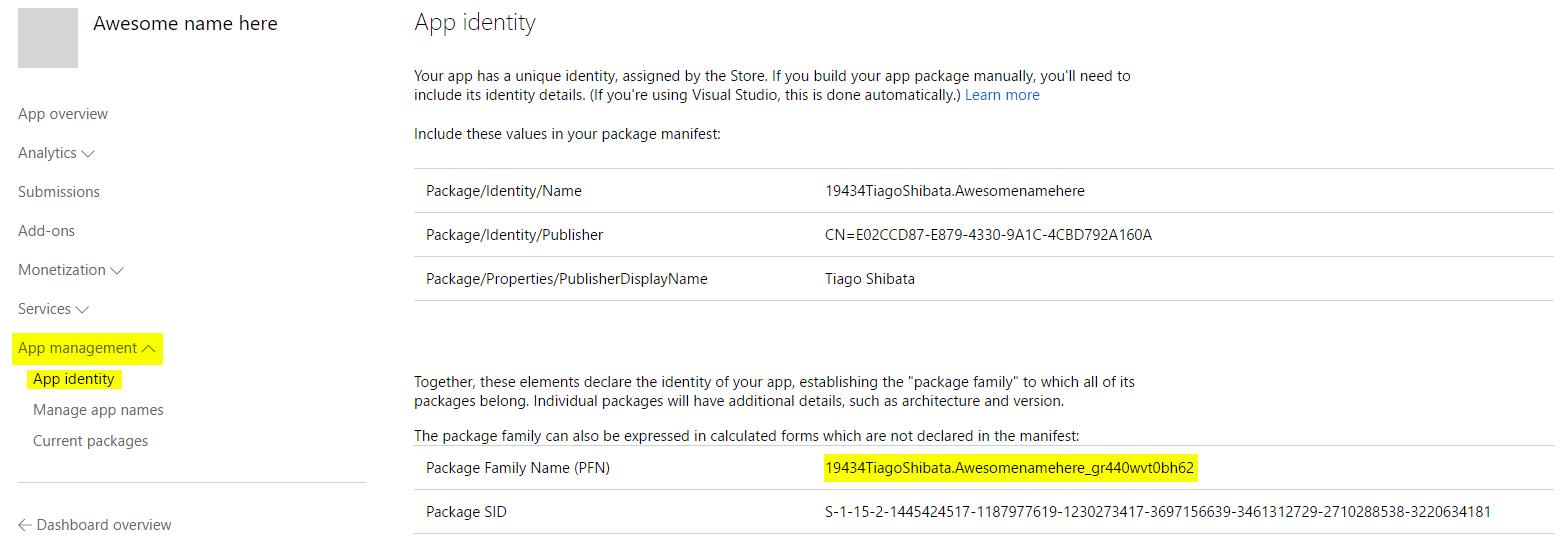 Awesome name here
App overview
Analytics
Submissions
Add-ons
Monetization
Services
App management
App identity
Manage app names
Current packages
Dashboard overview
App identity
Your app has a unique identity, assigned by the Store. If you build your app package manually, you'll need to
include its identity details. (If you're using Visual Studio, this is done automatically.) Learn more
Include these values in your package manifest:
Package/Identity/Name 19434TiagoShibata.Awesomenamehere
Package/Identity/Publisher CN=E02CCD87-E879-4330-9A1C-4CBD792A160A
Package/Properties/PublisherDisplayName Tiago Shibata
Together, these elements declare the identity of your app, establishing the "package family" to which all of its
packages belong. Individual packages will have additional details, such as architecture and version.
The package family can also be expressed in calculated forms which are not declared in the manifest:
Package Family Name (PFN) 19434TiagoShibata.Awesomenamehere_gr440wvt0bh62
Package SID S-1-15-2-1445424517-1187977619-1230273417-3697156639-3461312729-2710288538-3220634181